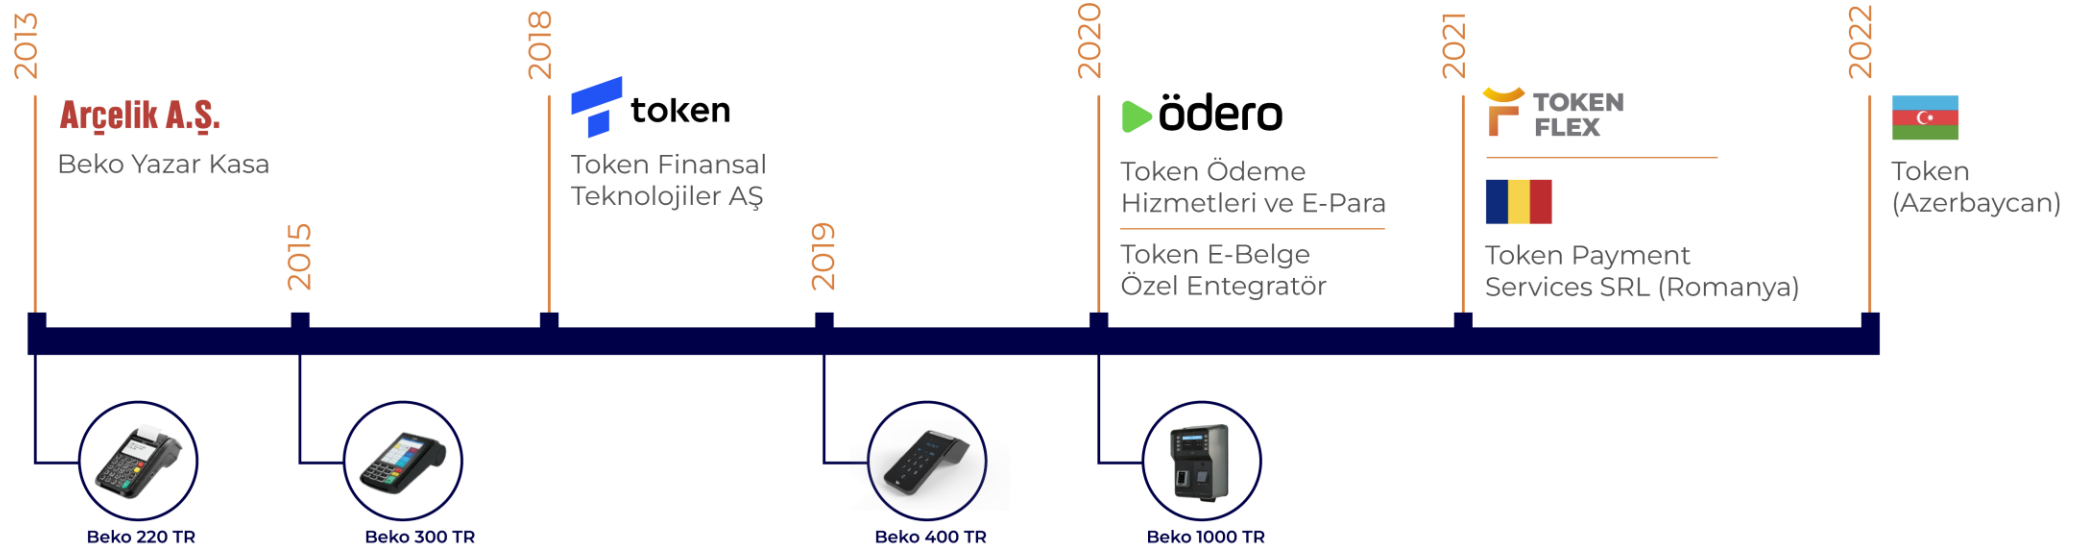 2013
Arçelik A.Ş.
Beko Yazar Kasa
2015
2018
token
Token Finansal
Teknolojiler AŞ
2019
2020
ödero
Token Ödeme
Hizmetleri ve E-Para
Token E-Belge
Özel Entegratör
2021
TOKEN
FLEX
Token Payment
Services SRL (Romanya)
2022
Token
(Azerbaycan)
Beko 220 TR
Beko 300 TR
Beko 400 TR
Beko 1000 TR